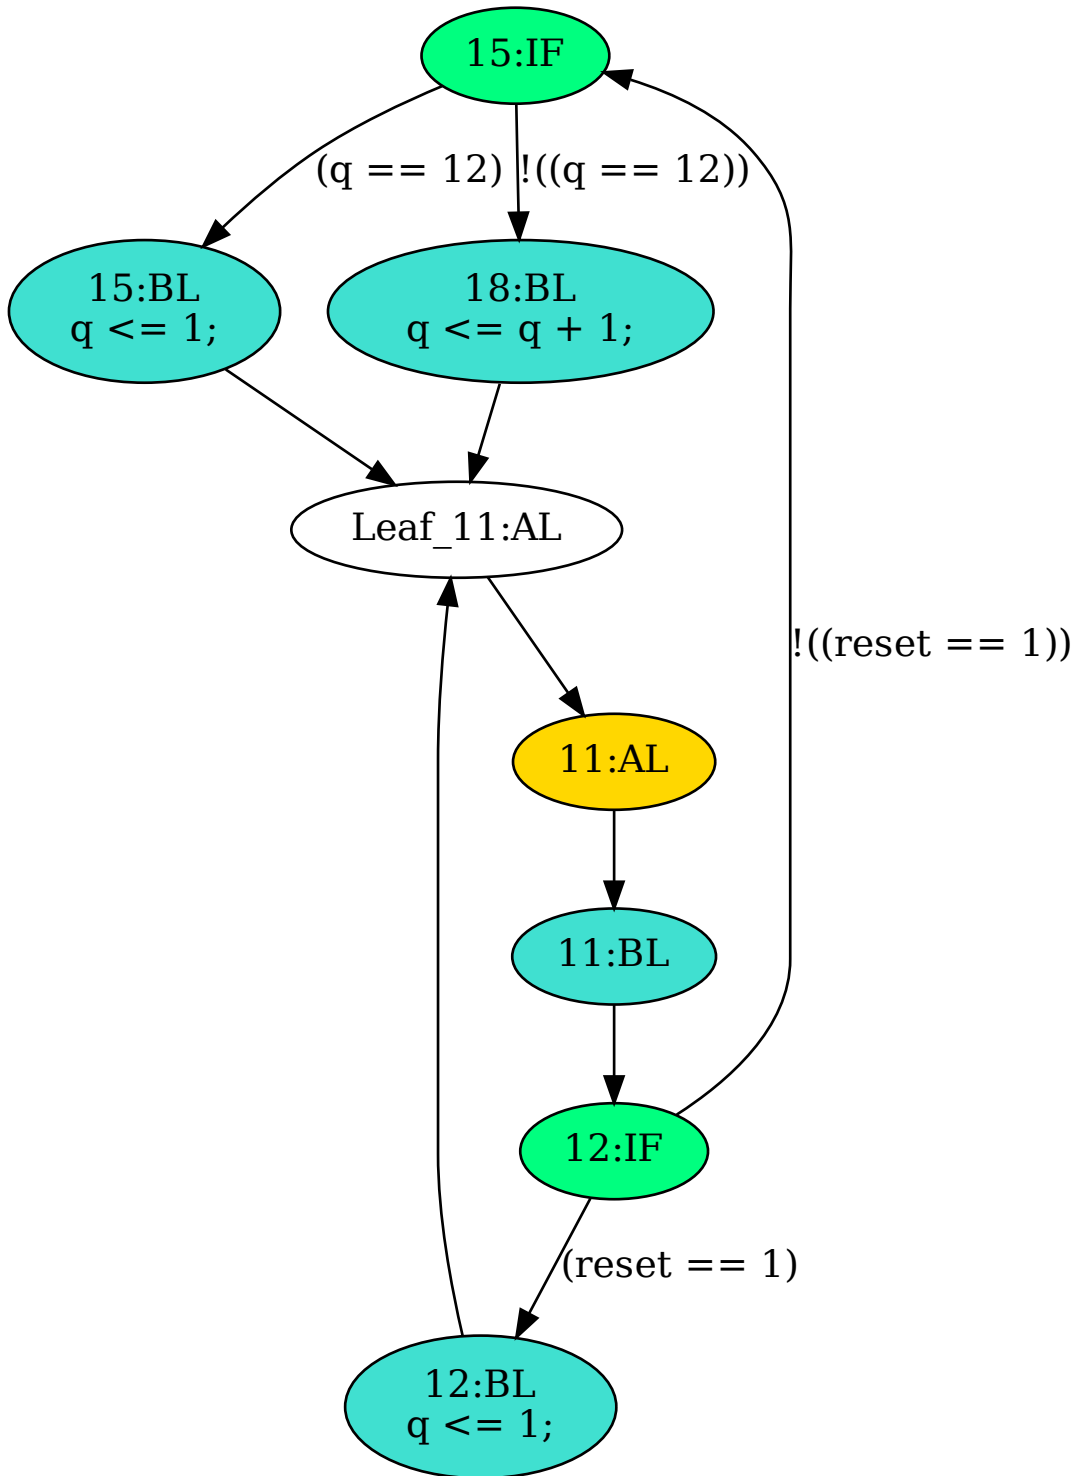 15:IF
(q == 12)
!((q == 12))
15:BL
q <= 1;
18:BL
q <= q + 1;
Leaf_11:AL
!((reset == 1))
11:AL
11:BL
12:IF
(reset == 1)
12:BL
q <= 1;